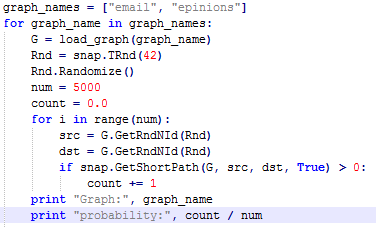 graph_names = ["email", "epinions"]
for graph_name in graph_names:
    G = load_graph(graph_name)
    Rnd = snap.TRnd(42)
    Rnd.Randomize()
    num = 5000
    count = 0.0
    for i in range(num):
        src = G.GetRndNId(Rnd)
        dst = G.GetRndNId(Rnd)
        if snap.GetShortPath(G, src, dst, True) > 0:
            count += 1
    print "Graph:", graph_name
    print "probability:", count / num